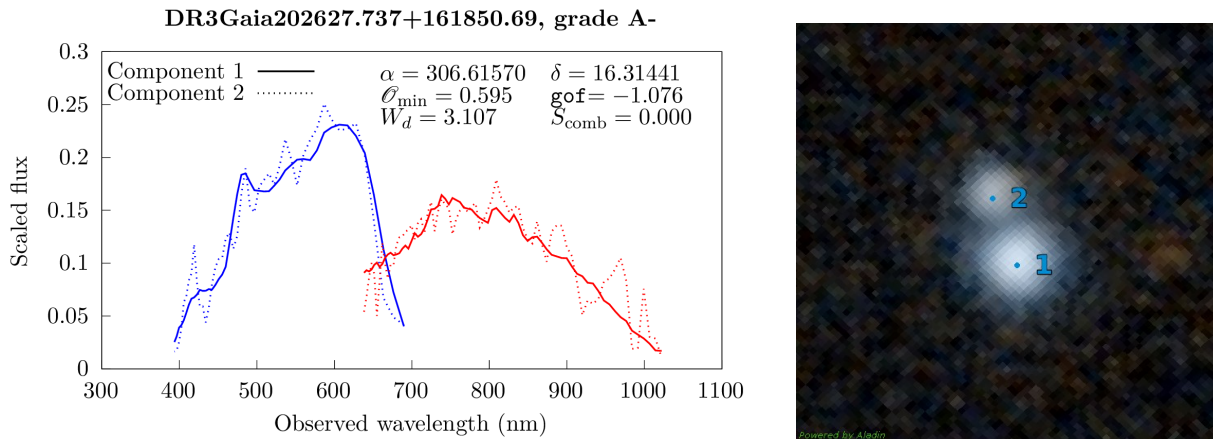 DR3Gaia202627.737+161850.69, grade A-
Component 1
Component 2
α = 306.61570 δ = 16.31441
𝒪min = 0.595 gof= −1.076
Wd = 3.107 Scomb = 0.000
Scaled flux
0.3
0.25
0.2
0.15
0.1
0.05
0
300 400 500 600 700 800 900 1000 1100
Observed wavelength (nm)
2
1
Powered by Aladin